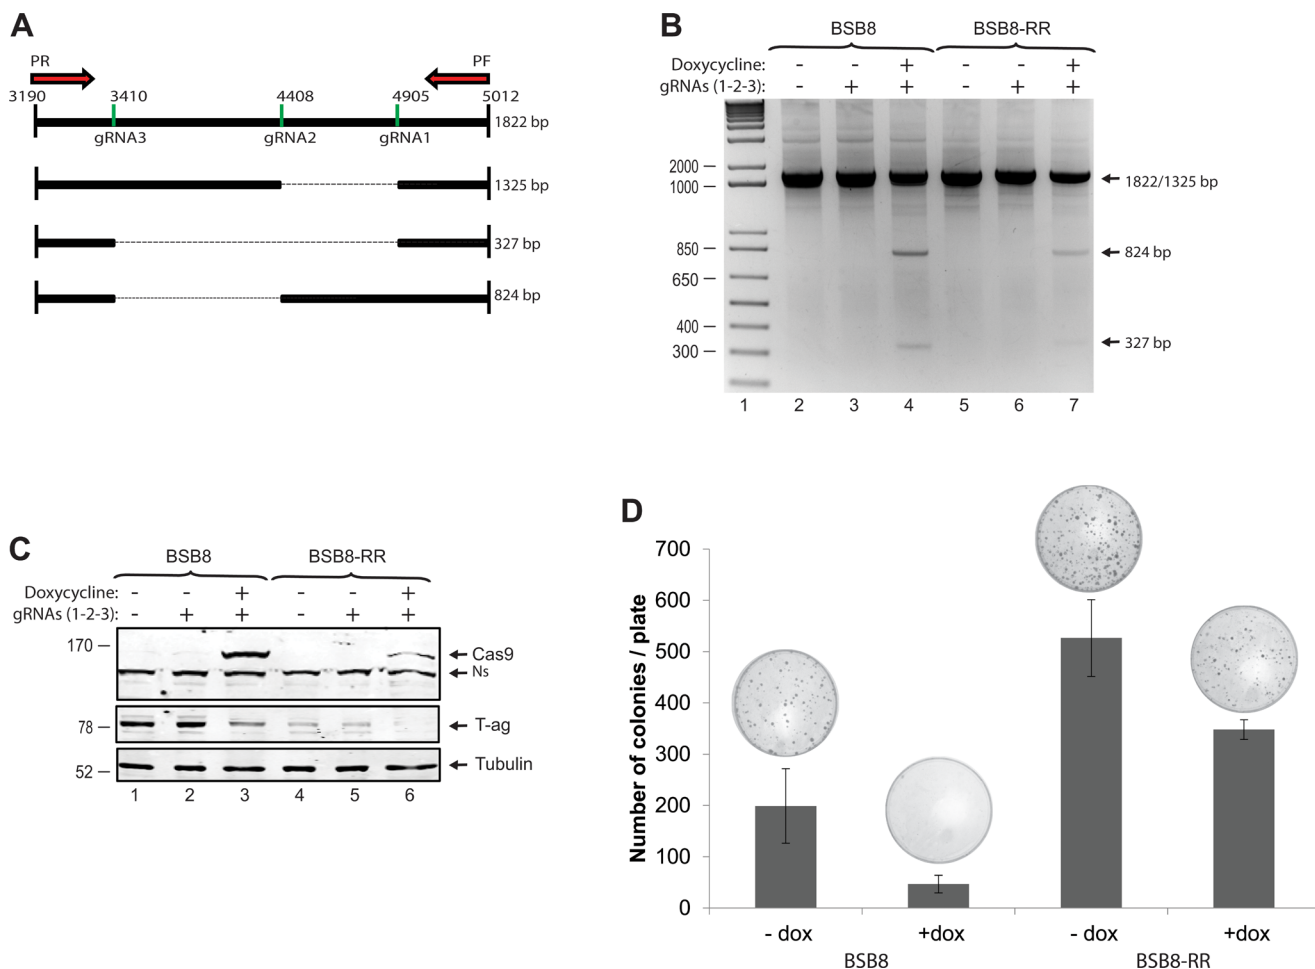 A
PR PF
3190 3410 4408 4905 5012
gRNA3 gRNA2 gRNA1 1822 bp
1325 bp
327 bp
824 bp
B
BSB8 BSB8-RR
Doxycycline: - - + - - +
gRNAs (1-2-3): - + + - + +
2000
1000
850
650
400
300
1822/1325 bp
824 bp
327 bp
1 2 3 4 5 6 7
C
BSB8 BSB8-RR
Doxycycline: - - + - - +
gRNAs (1-2-3): - + + - + +
170
Cas9
Ns
78
T-ag
52
Tubulin
1 2 3 4 5 6
D
Number of colonies / plate
700
600
500
400
300
200
100
0
- dox +dox - dox +dox
BSB8 BSB8-RR